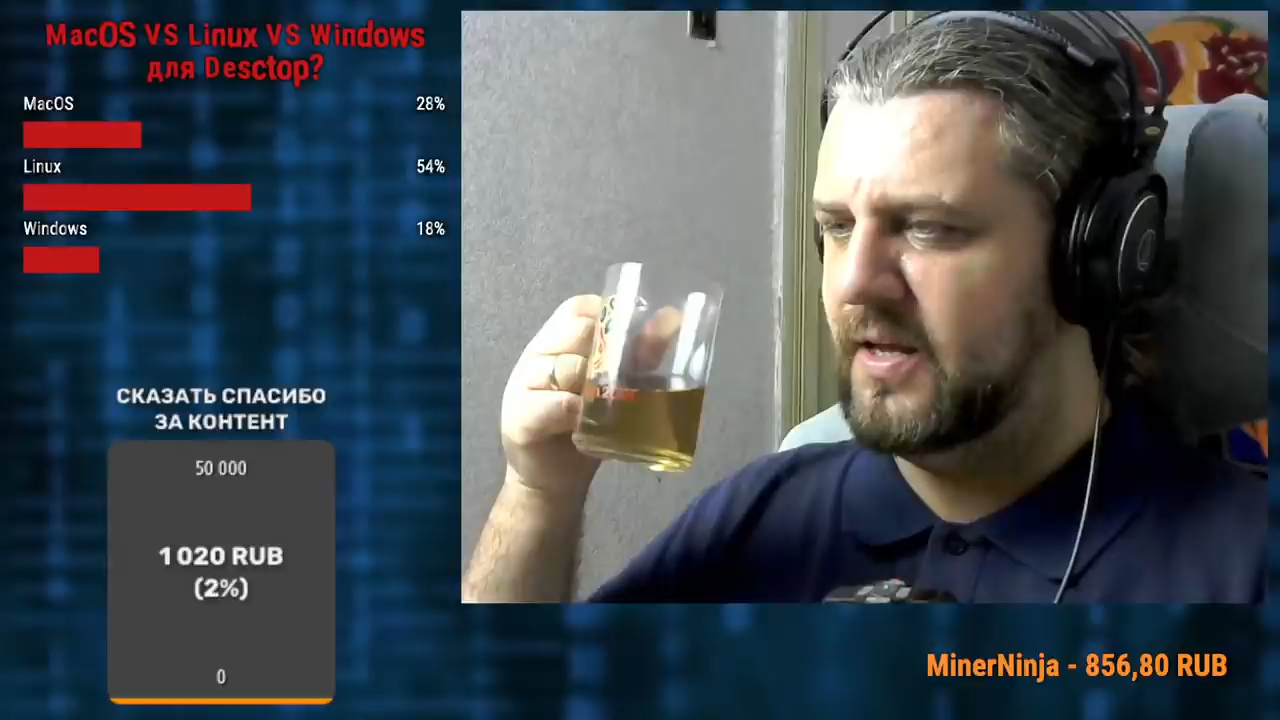 MacOS VS Linux VS Windows
для Desctop?
MacOS 28%
Linux 54%
Windows 18%
СКАЗАТЬ СПАСИБО
ЗА КОНТЕНТ
50 000
1 020 RUB
(2%)
0
MinerNinja - 856,80 RUB